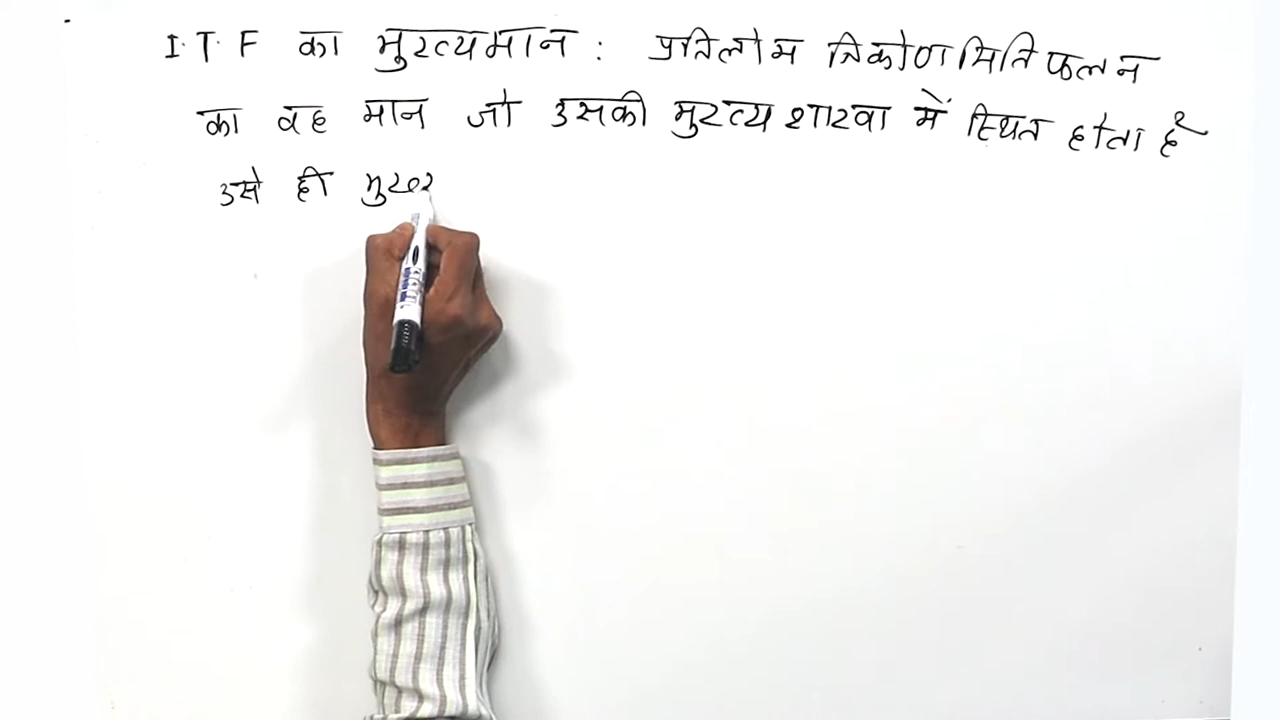 I.T.F का मुख्यमान : प्रतिलोम त्रिकोणमिति फलन
का वह मान जो उसकी मुख्य शाखा में स्थित होता है
उसे ही